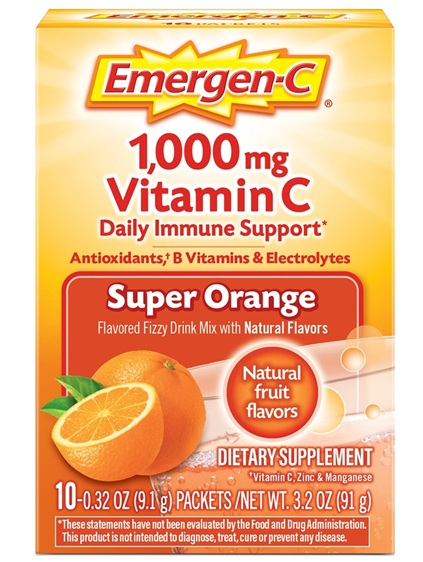 10 PACKETS
Emergen-C®
1,000 mg
Vitamin C
Daily Immune Support*
Antioxidants,† B Vitamins & Electrolytes
Super Orange
Flavored Fizzy Drink Mix with Natural Flavors
Natural
fruit
flavors
DIETARY SUPPLEMENT
†Vitamin C, Zinc & Manganese
10-0.32 OZ (9.1 g) PACKETS/NET WT. 3.2 OZ (91 g)
*These statements have not been evaluated by the Food and Drug Administration.
This product is not intended to diagnose, treat, cure or prevent any disease.